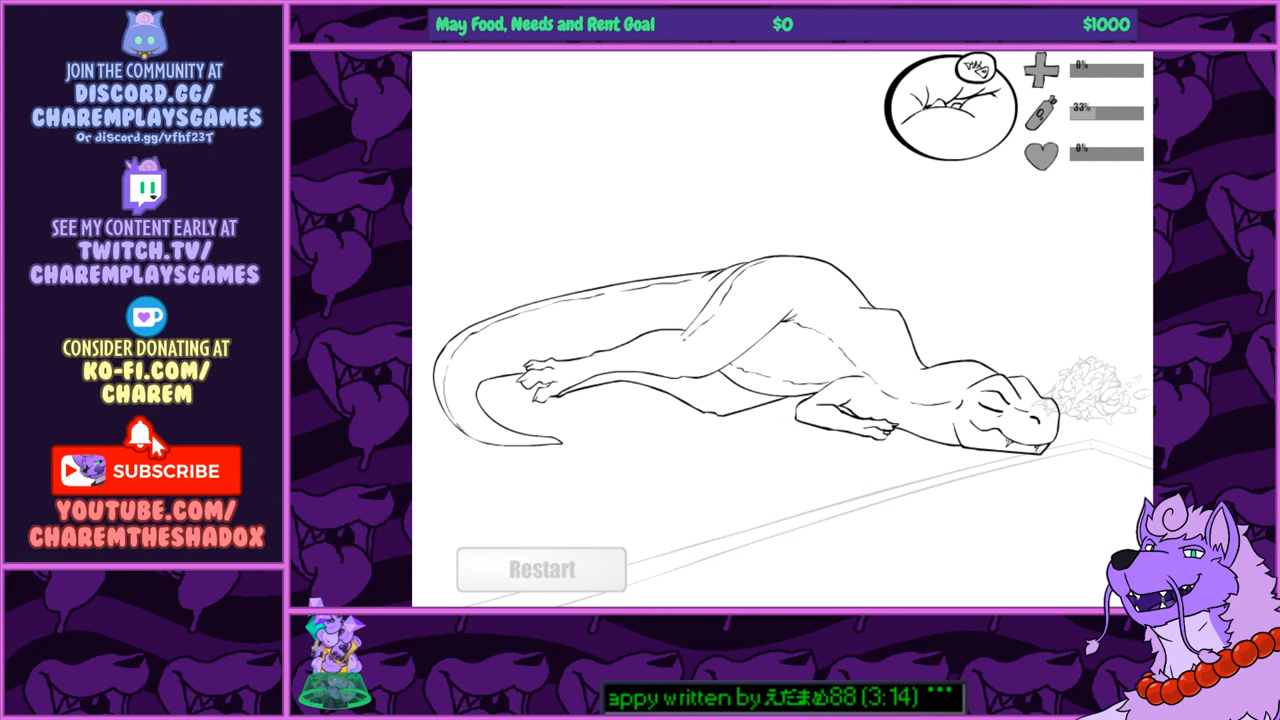 JOIN THE COMMUNITY AT
DISCORD.GG/
CHAREMPLAYSGAMES
Or discord.gg/vfhf23T
SEE MY CONTENT EARLY AT
TWITCH.TV/
CHAREMPLAYSGAMES
CONSIDER DONATING AT
KO-FI.COM/
CHAREM
SUBSCRIBE
YOUTUBE.COM/
CHAREMTHESHADOX
May Food, Needs and Rent Goal $0 $1000
0%
33%
0%
Restart
appy written by えだまめ88 (3:14) ***